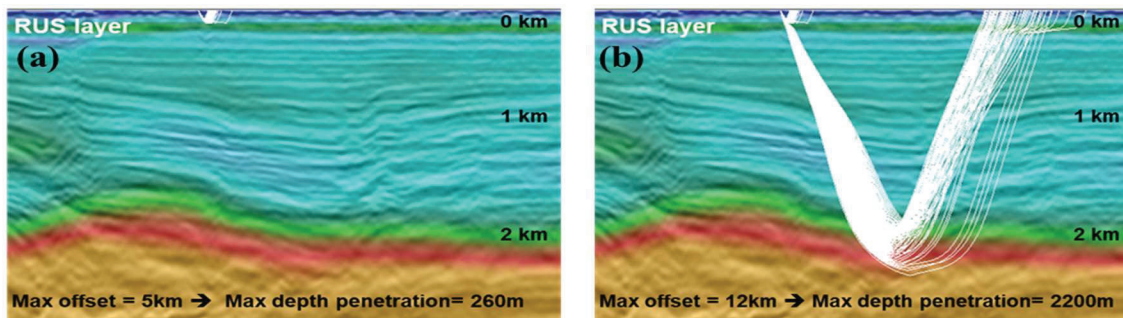 RUS layer
0 km
(a)
1 km
2 km
Max offset = 5km ➔ Max depth penetration= 260m
RUS layer
0 km
(b)
1 km
2 km
Max offset = 12km ➔ Max depth penetration= 2200m